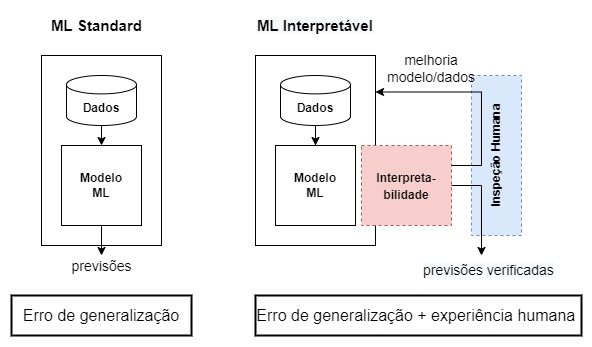 ML Standard
Dados
Modelo
ML
previsões
Erro de generalização
ML Interpretável
Dados
Modelo
ML
Interpreta-
bilidade
melhoria
modelo/dados
Inspeção Humana
previsões verificadas
Erro de generalização + experiência humana